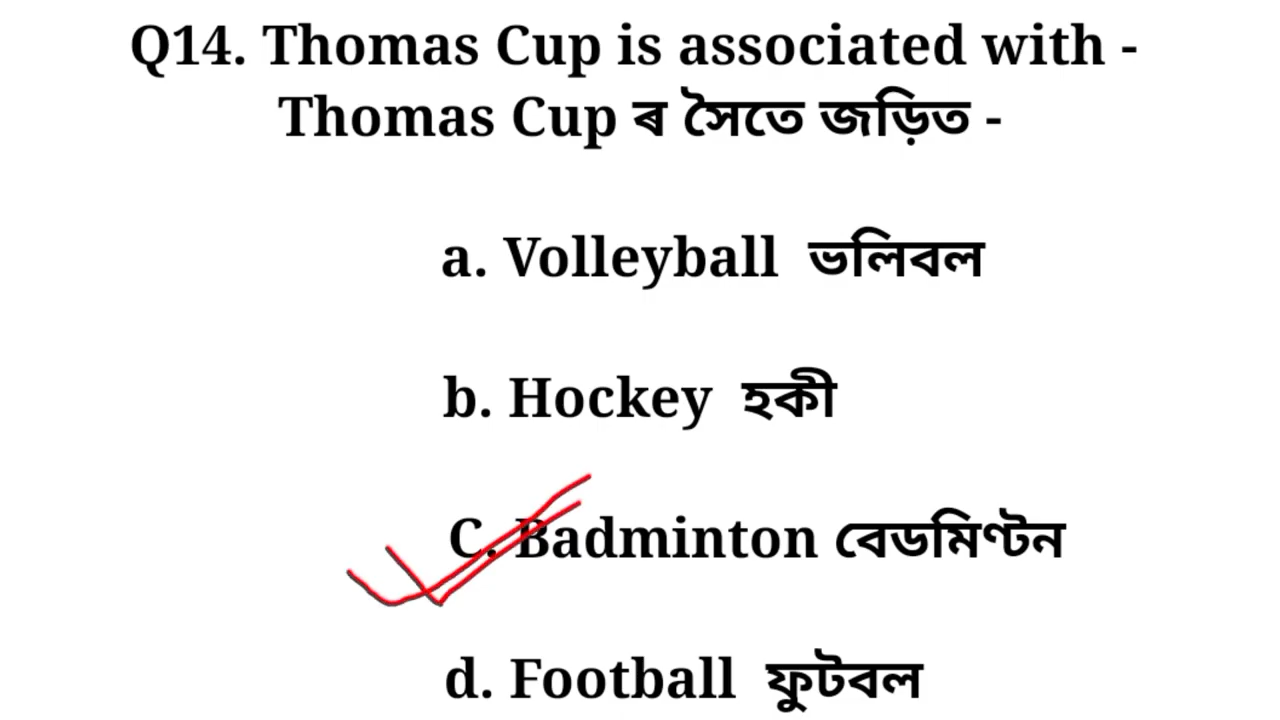 Q14. Thomas Cup is associated with -
Thomas Cup ৰ সৈতে জড়িত -
a. Volleyball ভলিবল
b. Hockey হকী
C. Badminton বেডমিণ্টন
d. Football ফুটবল